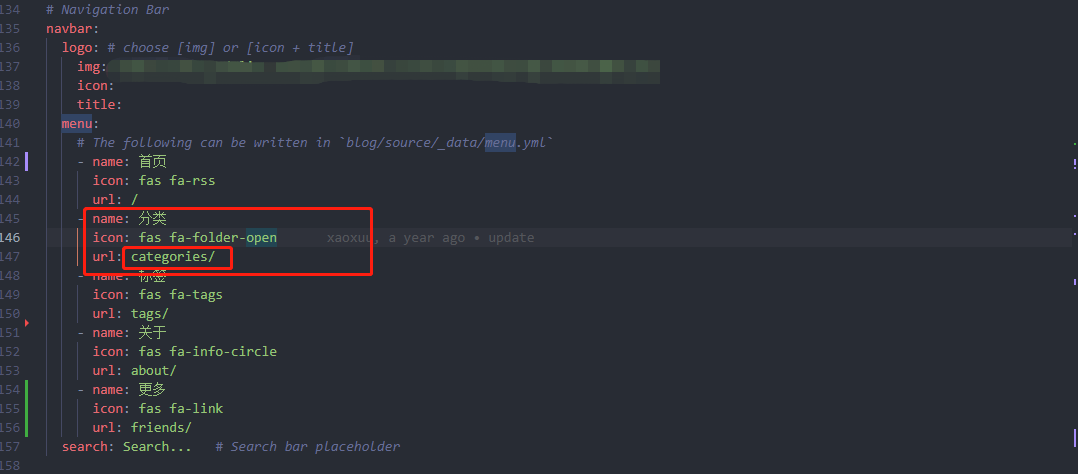 134 # Navigation Bar
135 navbar:
136 logo: # choose [img] or [icon + title]
137 img:
138 icon:
139 title:
140 menu:
141 # The following can be written in `blog/source/_data/menu.yml`
142 - name: 首页
143 icon: fas fa-rss
144 url: /
145 - name: 分类
146 icon: fas fa-folder-open xaoxuu, a year ago • update
147 url: categories/
148 - name: 标签
149 icon: fas fa-tags
150 url: tags/
151 - name: 关于
152 icon: fas fa-info-circle
153 url: about/
154 - name: 更多
155 icon: fas fa-link
156 url: friends/
157 search: Search... # Search bar placeholder
158